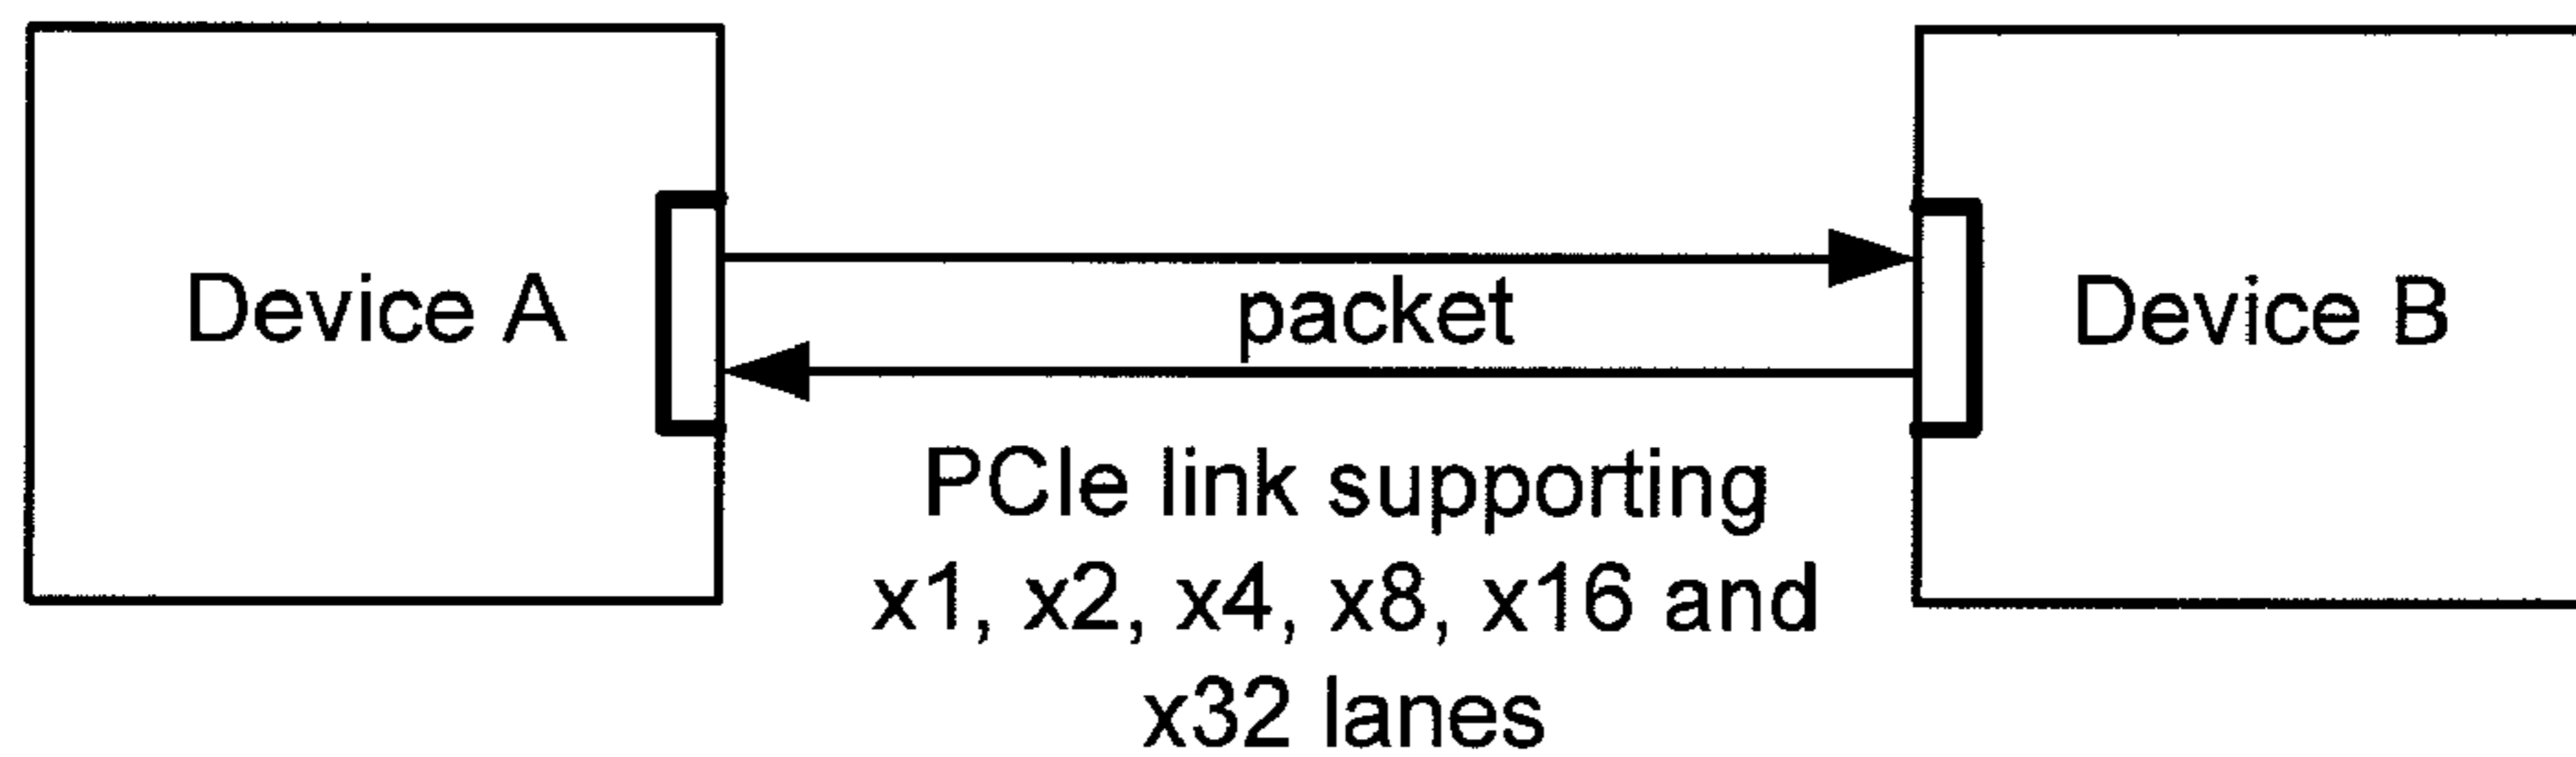 Device A
packet
Device B
PCIe link supporting
x1, x2, x4, x8, x16 and
x32 lanes